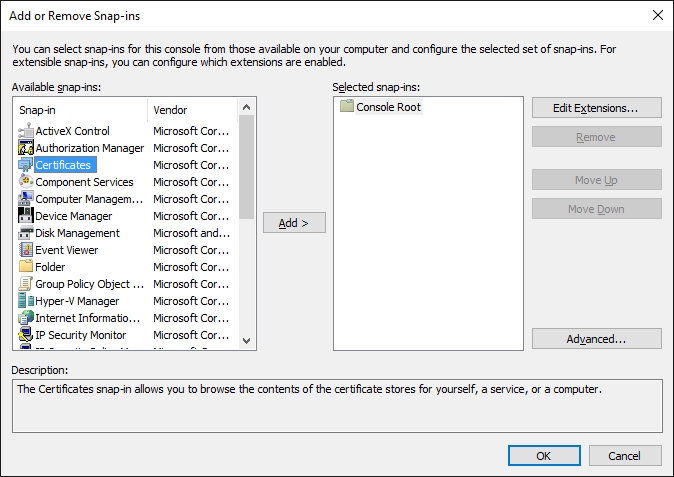 Add or Remove Snap-ins
You can select snap-ins for this console from those available on your computer and configure the selected set of snap-ins. For
extensible snap-ins, you can configure which extensions are enabled.
Available snap-ins:
Snap-in Vendor
ActiveX Control Microsoft Cor...
Authorization Manager Microsoft Cor...
Certificates Microsoft Cor...
Component Services Microsoft Cor...
Computer Managem... Microsoft Cor...
Device Manager Microsoft Cor...
Disk Management Microsoft and...
Event Viewer Microsoft Cor...
Folder Microsoft Cor...
Group Policy Object ... Microsoft Cor...
Hyper-V Manager Microsoft Cor...
Internet Informatio... Microsoft Cor...
IP Security Monitor Microsoft Cor...
Add >
Selected snap-ins:
Console Root
Edit Extensions...
Remove
Move Up
Move Down
Advanced...
Description:
The Certificates snap-in allows you to browse the contents of the certificate stores for yourself, a service, or a computer.
OK
Cancel